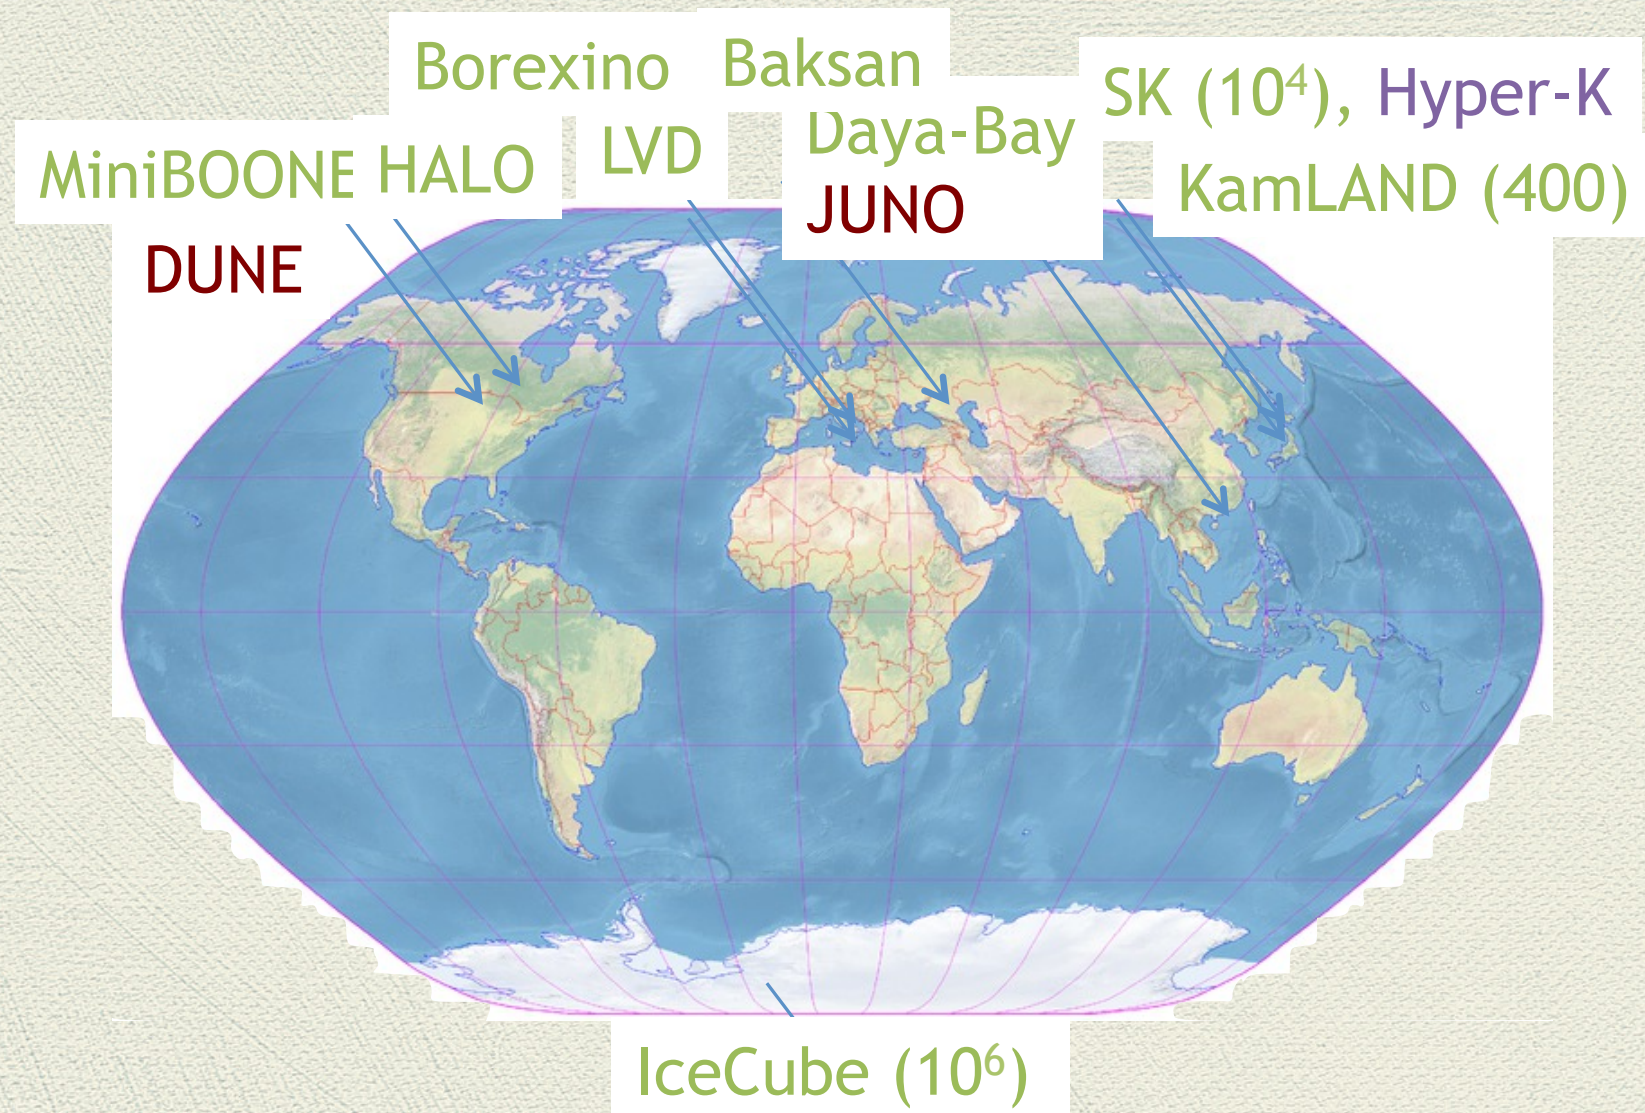 Borexino
Baksan
SK (10⁴), Hyper-K
MiniBOONE
HALO
LVD
Daya-Bay
JUNO
KamLAND (400)
DUNE
IceCube (10⁶)